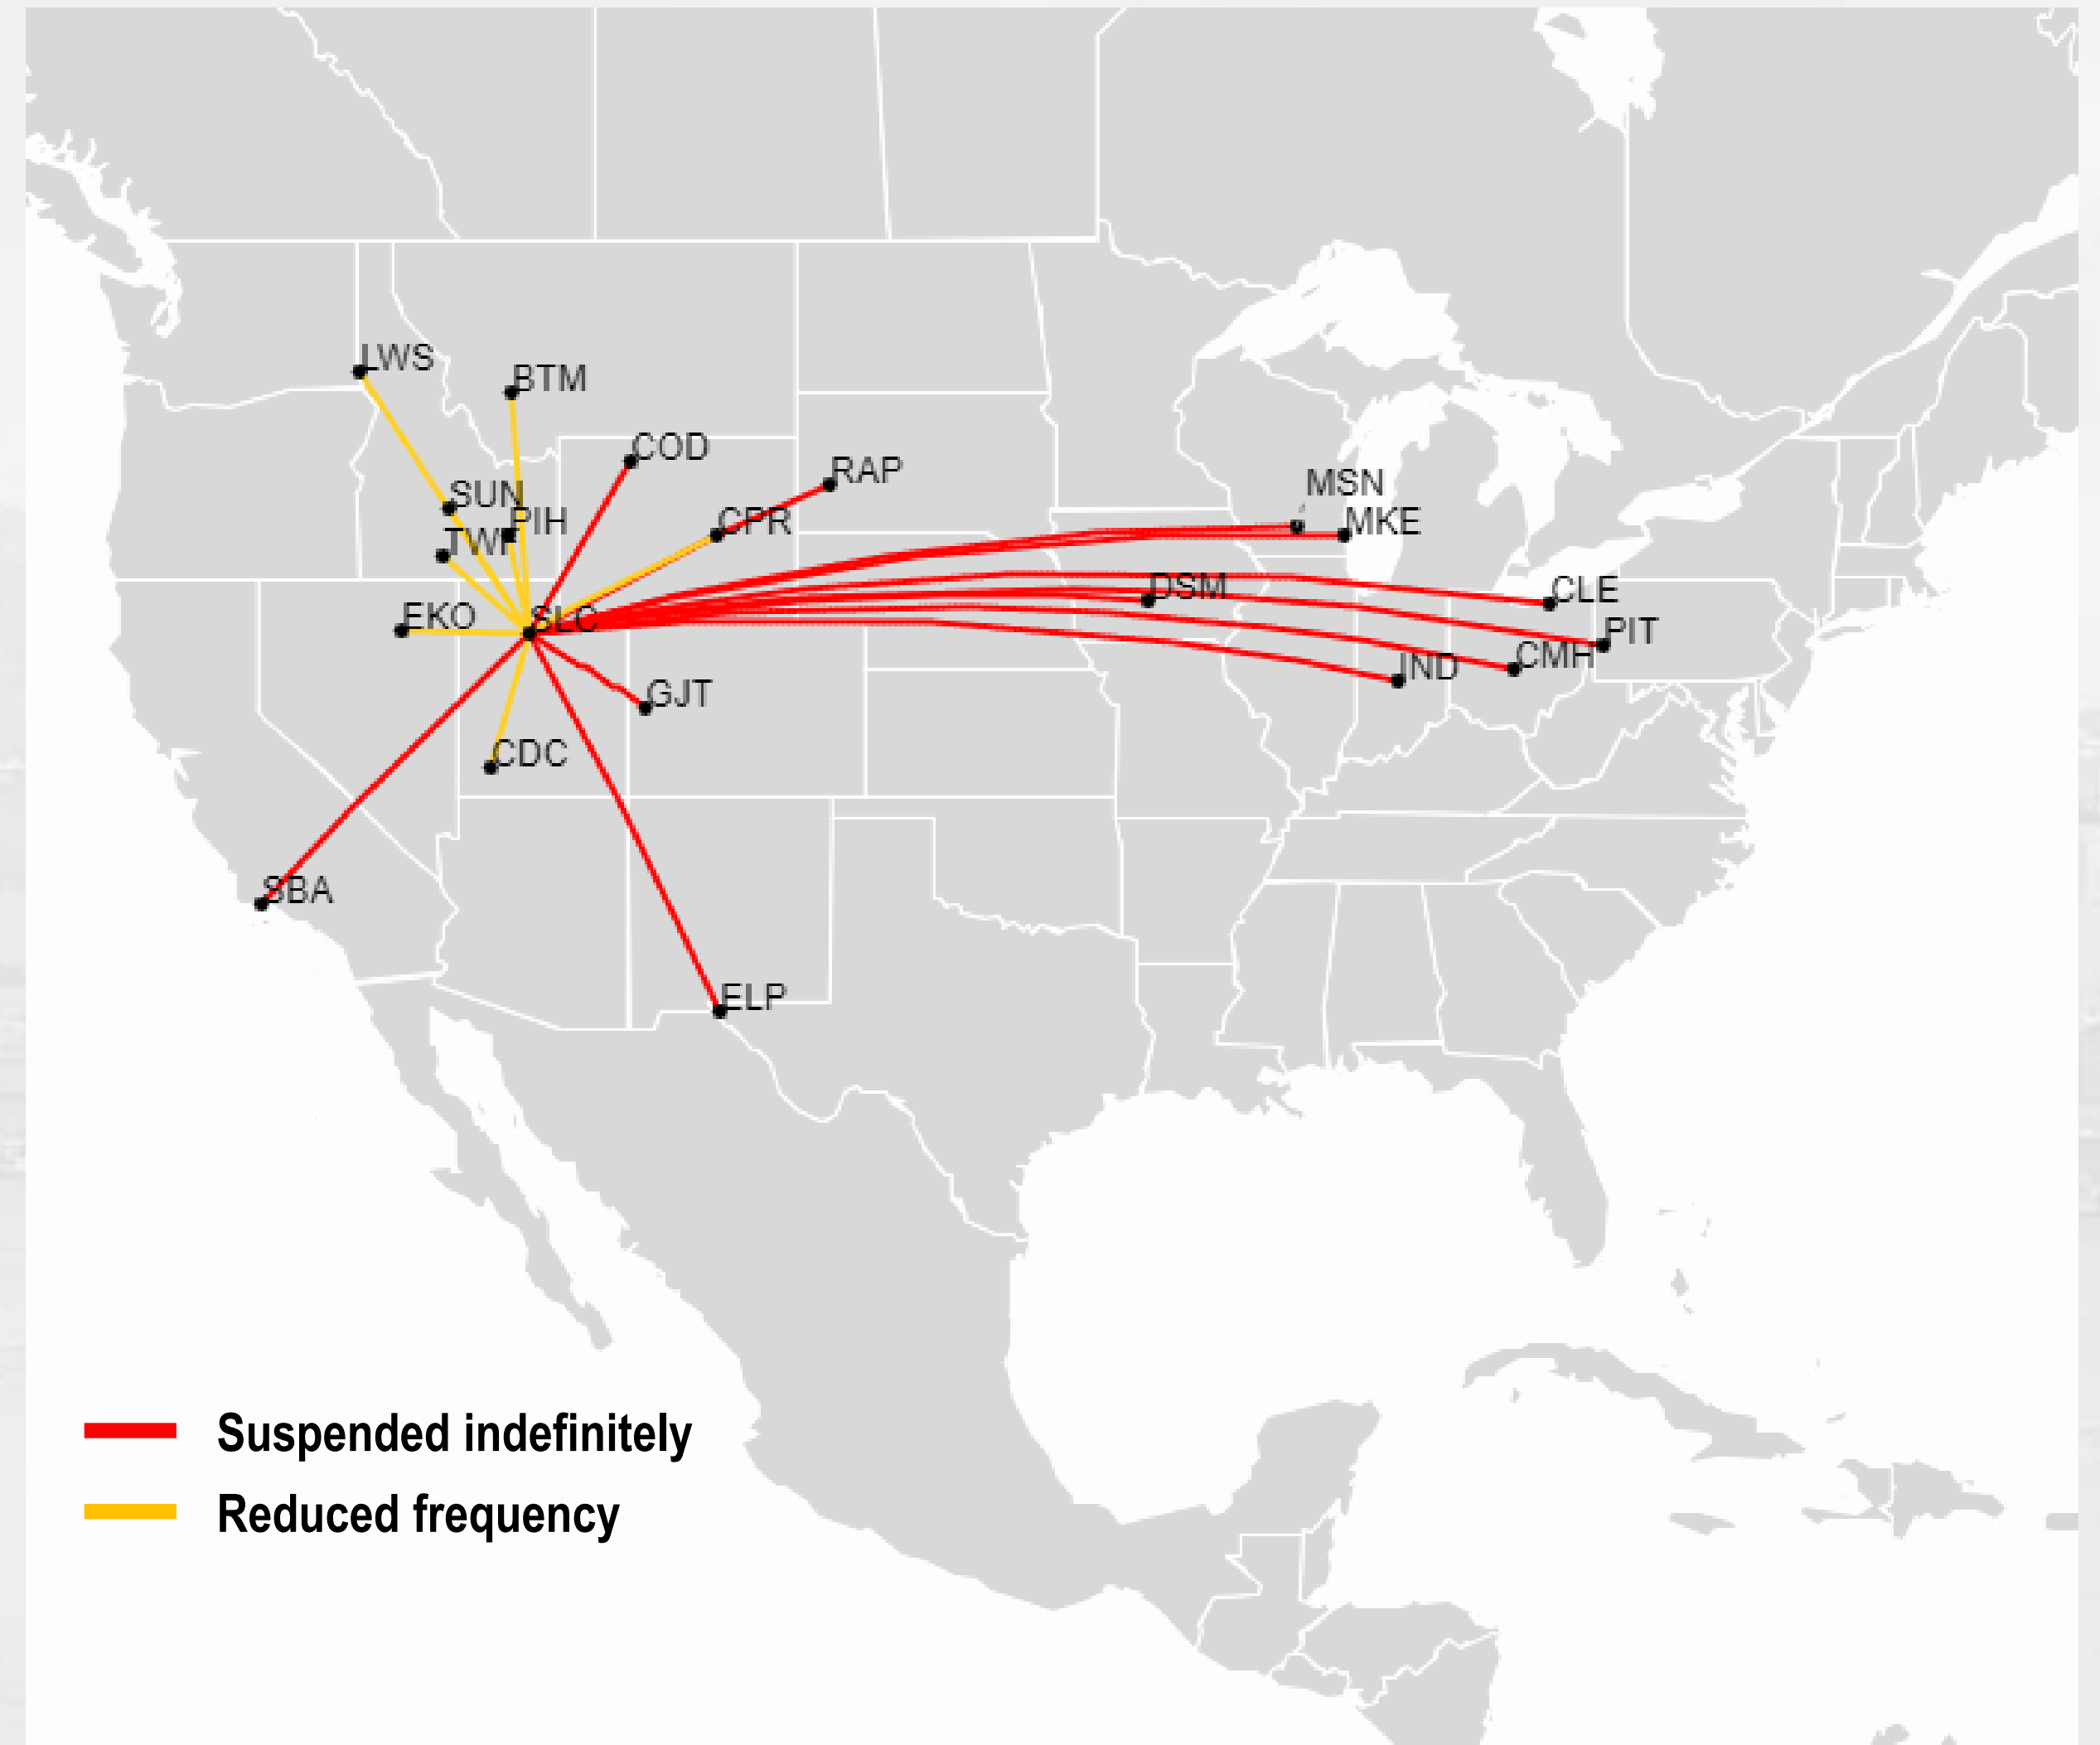 LWS
BTM
COD
RAP
MSN
SUN
PIH
CPR
MKE
TWF
DSM
CLE
EKO
SLC
PIT
IND
CMH
GJT
CDC
SBA
ELP
Suspended indefinitely
Reduced frequency